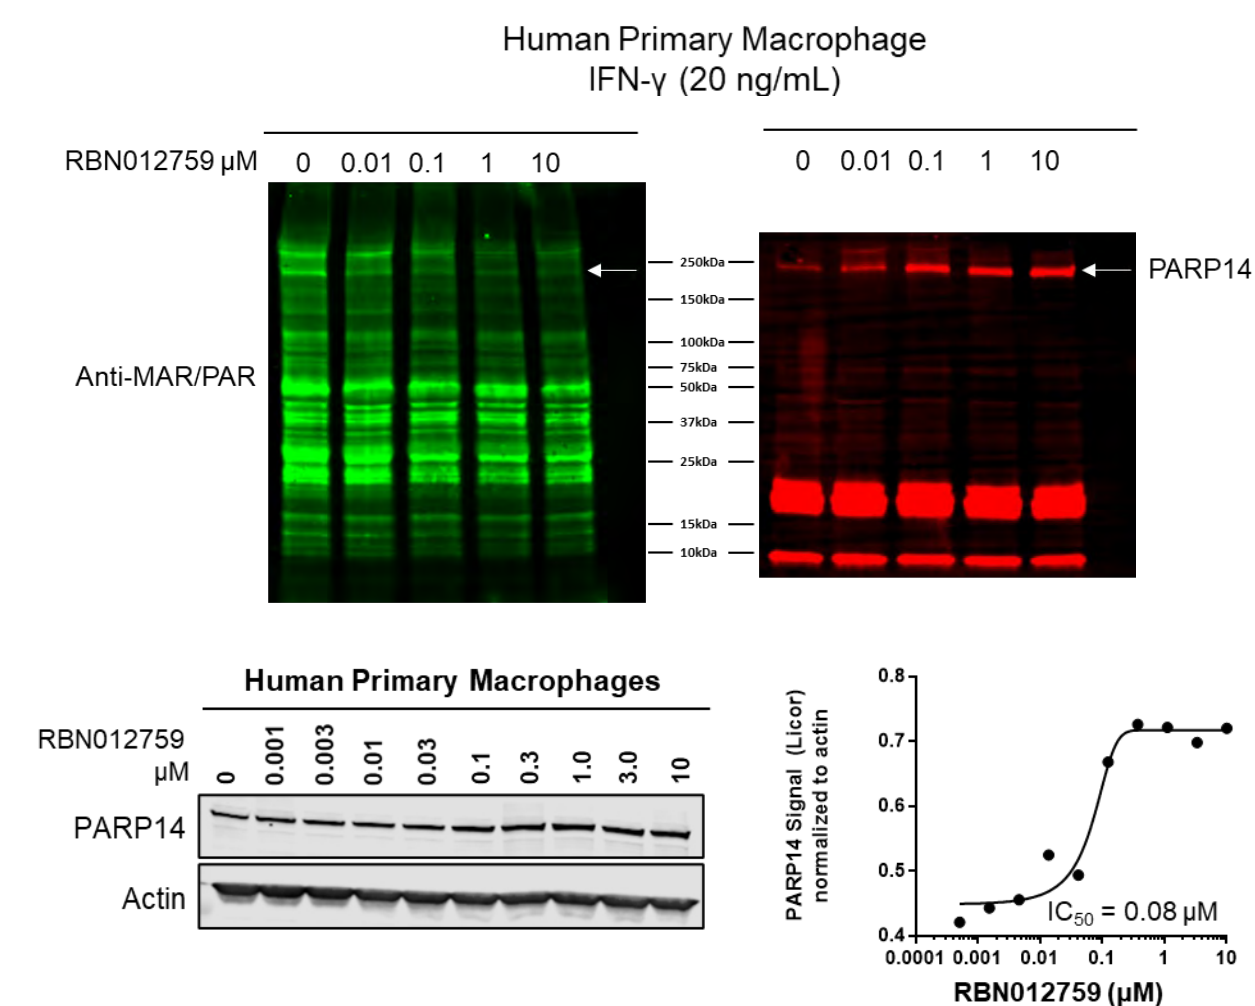 Human Primary Macrophage
IFN-γ (20 ng/mL)
RBN012759 µM 0 0.01 0.1 1 10
0 0.01 0.1 1 10
Anti-MAR/PAR
250kDa
150kDa
100kDa
75kDa
50kDa
37kDa
25kDa
15kDa
10kDa
PARP14
Human Primary Macrophages
RBN012759
µM
0 0.001 0.003 0.01 0.03 0.1 0.3 1.0 3.0 10
PARP14
Actin
PARP14 Signal (Licor)
normalized to actin
0.8
0.7
0.6
0.5
0.4
IC50 = 0.08 µM
0.0001 0.001 0.01 0.1 1 10
RBN012759 (µM)